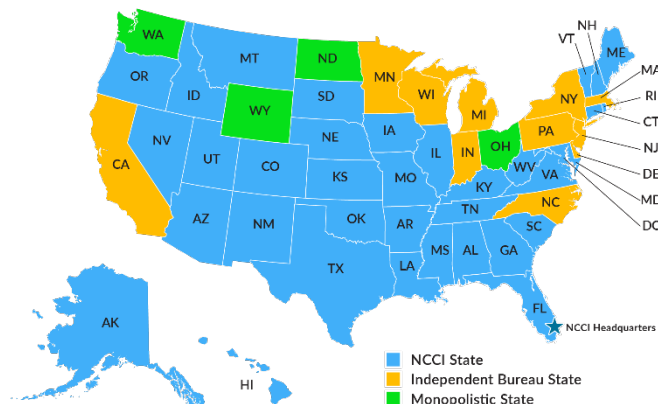 NH
VT
ME
WA
MT
ND
MN
MA
OR
ID
SD
WI
NY
RI
WY
MI
CT
IA
PA
NJ
NE
NV
IL
IN
OH
DE
UT
CO
WV
VA
MD
CA
KS
MO
KY
DC
NC
TN
OK
AR
SC
AZ
NM
MS
AL
GA
TX
LA
FL
AK
NCCI Headquarters
HI
NCCI State
Independent Bureau State
Monopolistic State